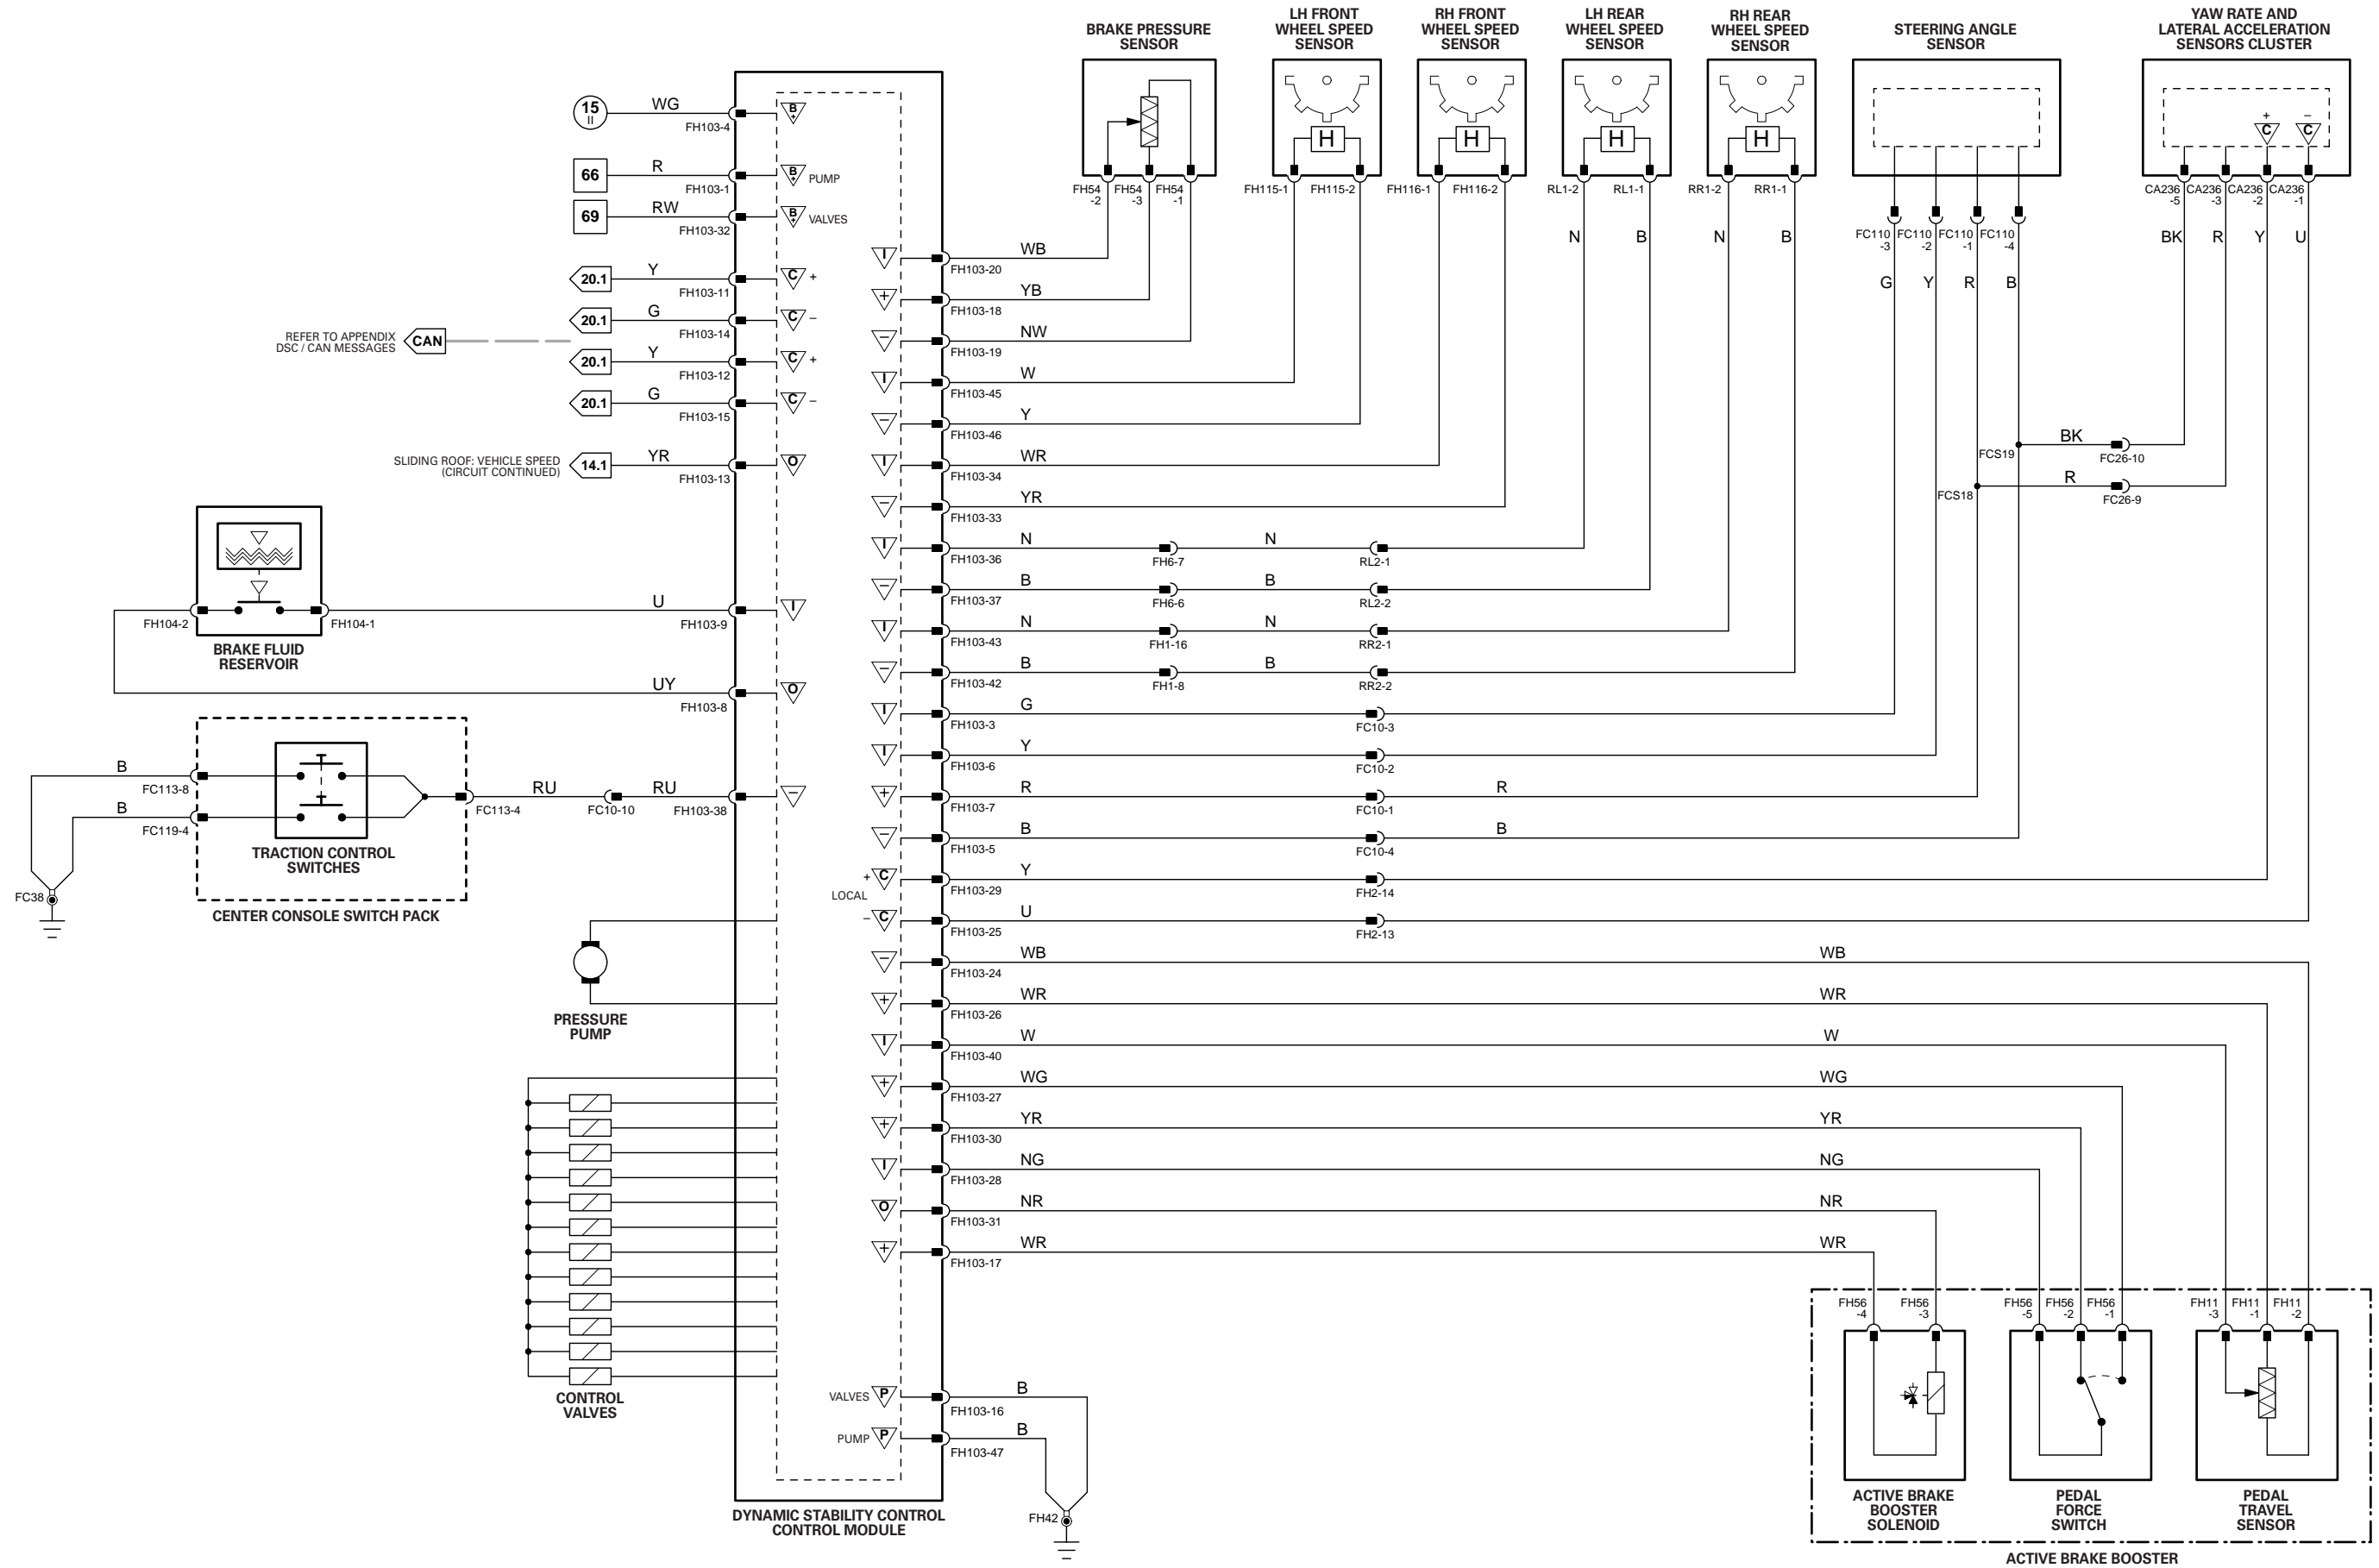 BRAKE PRESSURE
SENSOR
LH FRONT
WHEEL SPEED
SENSOR
RH FRONT
WHEEL SPEED
SENSOR
LH REAR
WHEEL SPEED
SENSOR
RH REAR
WHEEL SPEED
SENSOR
STEERING ANGLE
SENSOR
YAW RATE AND
LATERAL ACCELERATION
SENSORS CLUSTER
H
H
H
H
+
C
–
C
FH54
-2
FH54
-3
FH54
-1
FH115-1
FH115-2
FH116-1
FH116-2
RL1-2
RL1-1
RR1-2
RR1-1
FC110
-3
FC110
-2
FC110
-1
FC110
-4
CA236
-5
CA236
-3
CA236
-2
CA236
-1
N
B
N
B
G
Y
R
B
BK
R
Y
U
15
II
WG
FH103-4
B
+
66
R
FH103-1
B
+
PUMP
69
RW
FH103-32
B
+
VALVES
20.1
Y
FH103-11
C
+
20.1
G
FH103-14
C
–
REFER TO APPENDIX
DSC / CAN MESSAGES
CAN
20.1
Y
FH103-12
C
+
20.1
G
FH103-15
C
–
SLIDING ROOF: VEHICLE SPEED
(CIRCUIT CONTINUED)
14.1
YR
FH103-13
O
FH104-2
FH104-1
U
FH103-9
I
BRAKE FLUID
RESERVOIR
UY
FH103-8
O
B
FC113-8
B
FC119-4
FC113-4
RU
FC10-10
RU
FH103-38
–
TRACTION CONTROL
SWITCHES
FC38
CENTER CONSOLE SWITCH PACK
PRESSURE
PUMP
CONTROL
VALVES
I
FH103-20
WB
+
FH103-18
YB
–
FH103-19
NW
I
FH103-45
W
–
FH103-46
Y
I
FH103-34
WR
–
FH103-33
YR
BK
FCS19
FC26-10
R
FCS18
FC26-9
I
FH103-36
N
FH6-7
N
RL2-1
–
FH103-37
B
FH6-6
B
RL2-2
I
FH103-43
N
FH1-16
N
RR2-1
–
FH103-42
B
FH1-8
B
RR2-2
I
FH103-3
G
FC10-3
I
FH103-6
Y
FC10-2
+
FH103-7
R
FC10-1
R
–
FH103-5
B
FC10-4
B
+
C
FH103-29
Y
FH2-14
LOCAL
–
C
FH103-25
U
FH2-13
–
FH103-24
WB
WB
+
FH103-26
WR
WR
I
FH103-40
W
W
+
FH103-27
WG
WG
+
FH103-30
YR
YR
I
FH103-28
NG
NG
O
FH103-31
NR
NR
+
FH103-17
WR
WR
VALVES
P
FH103-16
B
PUMP
P
FH103-47
B
FH42
DYNAMIC STABILITY CONTROL
CONTROL MODULE
FH56
-4
FH56
-3
FH56
-5
FH56
-2
FH56
-1
FH11
-3
FH11
-1
FH11
-2
ACTIVE BRAKE
BOOSTER
SOLENOID
PEDAL
FORCE
SWITCH
PEDAL
TRAVEL
SENSOR
ACTIVE BRAKE BOOSTER